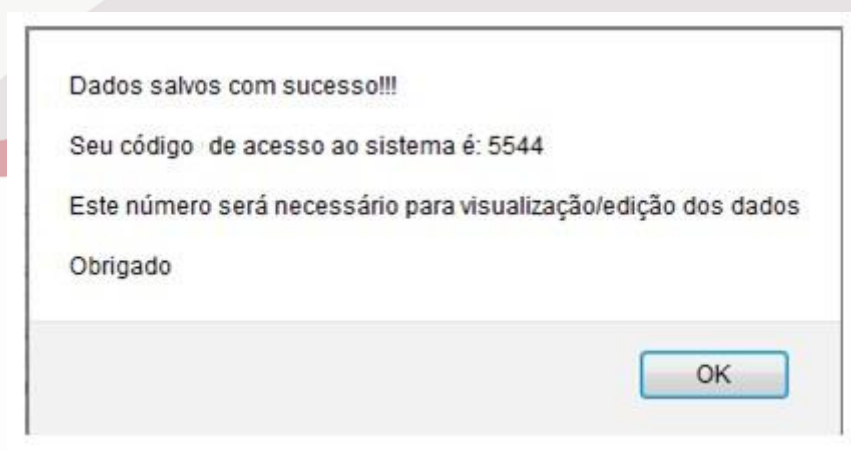 Dados salvos com sucesso!!!
Seu código de acesso ao sistema é: 5544
Este número será necessário para visualização/edição dos dados
Obrigado
OK